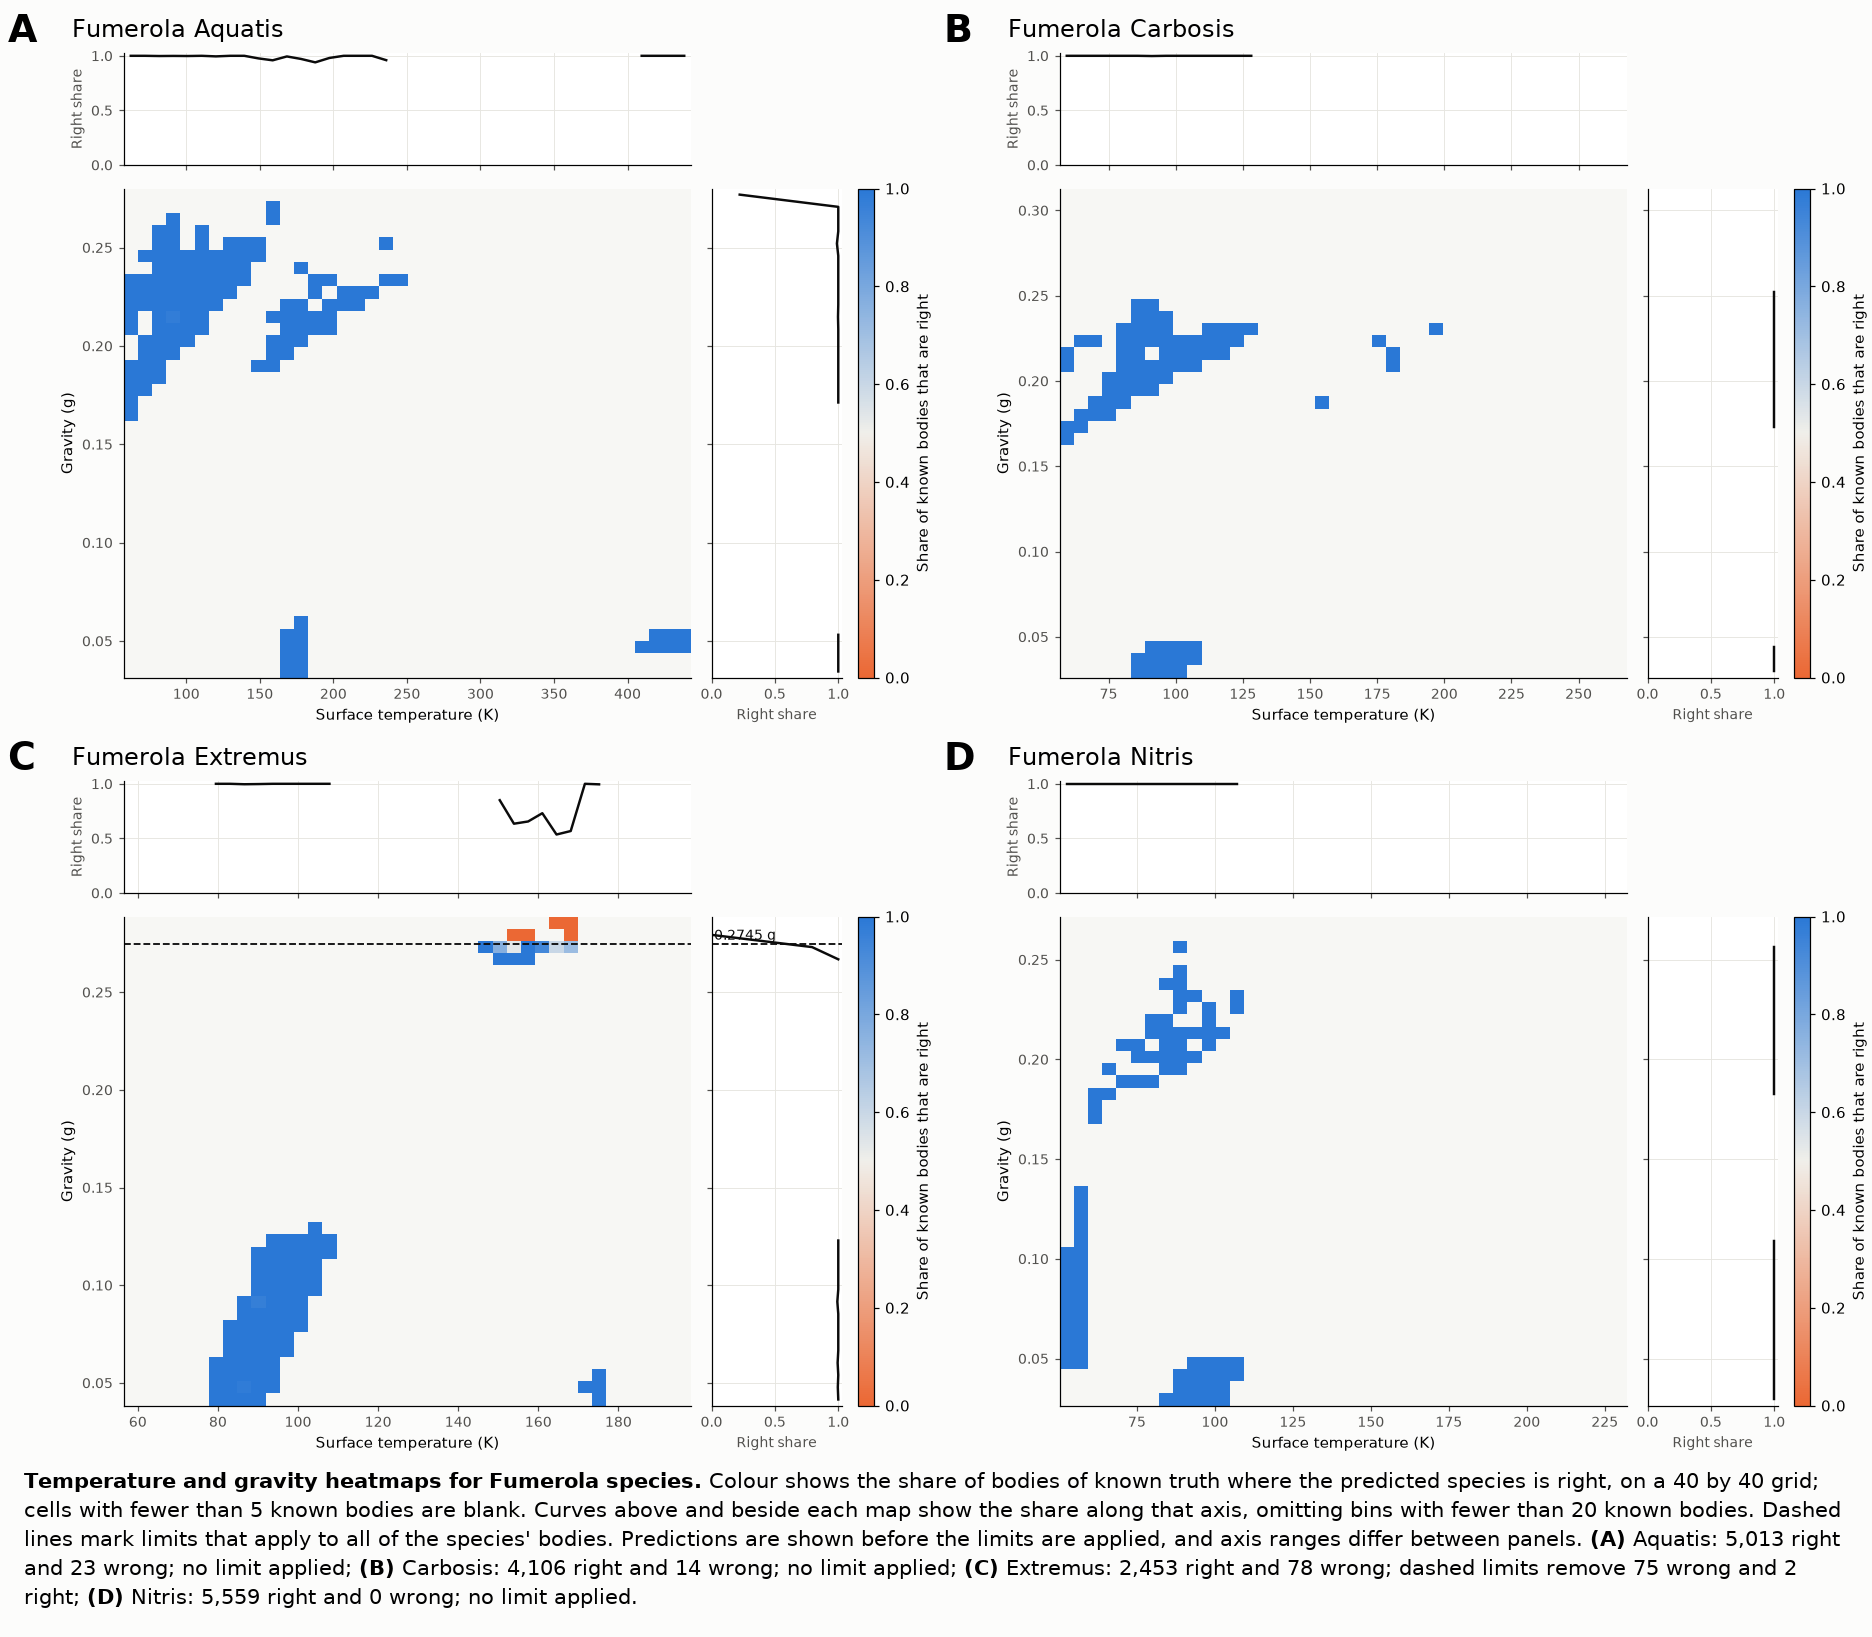 A Fumerola Aquatis
Right share
1.0
0.5
0.0
Gravity (g)
0.25
0.20
0.15
0.10
0.05
100 150 200 250 300 350 400
Surface temperature (K)
0.0 0.5 1.0
Right share
1.0
0.8
0.6
0.4
0.2
0.0
Share of known bodies that are right
B Fumerola Carbosis
Right share
1.0
0.5
0.0
Gravity (g)
0.30
0.25
0.20
0.15
0.10
0.05
75 100 125 150 175 200 225 250
Surface temperature (K)
0.0 0.5 1.0
Right share
1.0
0.8
0.6
0.4
0.2
0.0
Share of known bodies that are right
C Fumerola Extremus
Right share
1.0
0.5
0.0
Gravity (g)
0.25
0.20
0.15
0.10
0.05
60 80 100 120 140 160 180
Surface temperature (K)
0.2745 g
0.0 0.5 1.0
Right share
1.0
0.8
0.6
0.4
0.2
0.0
Share of known bodies that are right
D Fumerola Nitris
Right share
1.0
0.5
0.0
Gravity (g)
0.25
0.20
0.15
0.10
0.05
75 100 125 150 175 200 225
Surface temperature (K)
0.0 0.5 1.0
Right share
1.0
0.8
0.6
0.4
0.2
0.0
Share of known bodies that are right
Temperature and gravity heatmaps for Fumerola species. Colour shows the share of bodies of known truth where the predicted species is right, on a 40 by 40 grid;
cells with fewer than 5 known bodies are blank. Curves above and beside each map show the share along that axis, omitting bins with fewer than 20 known bodies. Dashed
lines mark limits that apply to all of the species' bodies. Predictions are shown before the limits are applied, and axis ranges differ between panels. (A) Aquatis: 5,013 right
and 23 wrong; no limit applied; (B) Carbosis: 4,106 right and 14 wrong; no limit applied; (C) Extremus: 2,453 right and 78 wrong; dashed limits remove 75 wrong and 2
right; (D) Nitris: 5,559 right and 0 wrong; no limit applied.